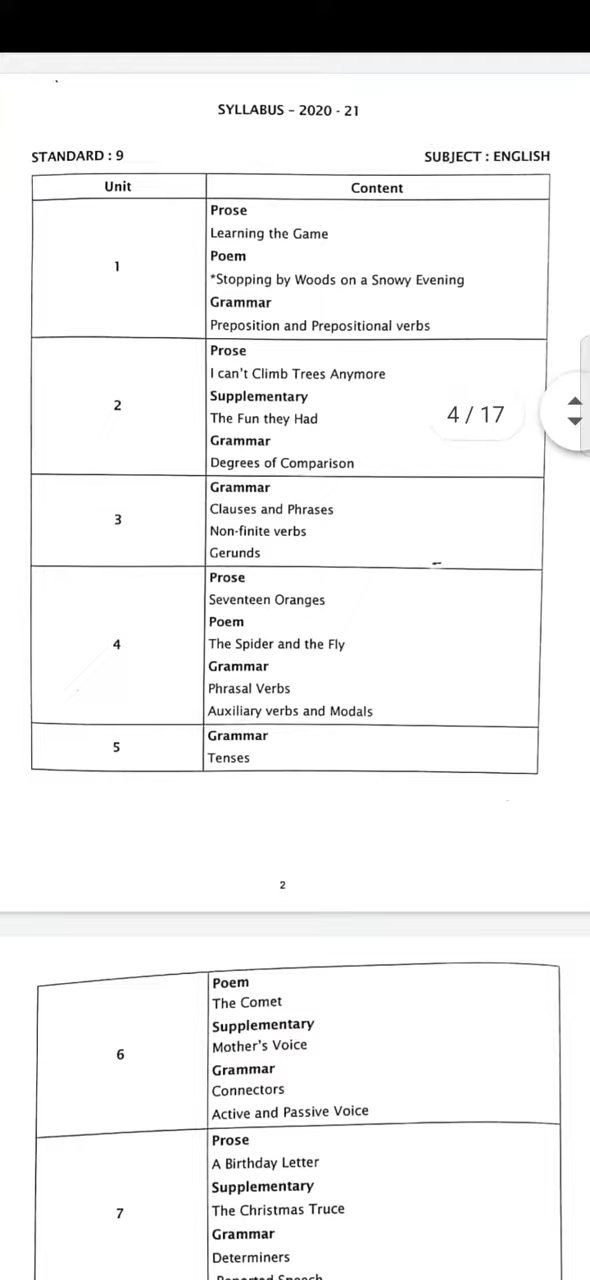 SYLLABUS - 2020 - 21
STANDARD : 9 SUBJECT : ENGLISH
Unit Content
1
Prose
Learning the Game
Poem
*Stopping by Woods on a Snowy Evening
Grammar
Preposition and Prepositional verbs
2
Prose
I can't Climb Trees Anymore
Supplementary
The Fun they Had
Grammar
Degrees of Comparison
4 / 17
3
Grammar
Clauses and Phrases
Non-finite verbs
Gerunds
4
Prose
Seventeen Oranges
Poem
The Spider and the Fly
Grammar
Phrasal Verbs
Auxiliary verbs and Modals
5
Grammar
Tenses
2
6
Poem
The Comet
Supplementary
Mother's Voice
Grammar
Connectors
Active and Passive Voice
7
Prose
A Birthday Letter
Supplementary
The Christmas Truce
Grammar
Determiners
Reported Speech